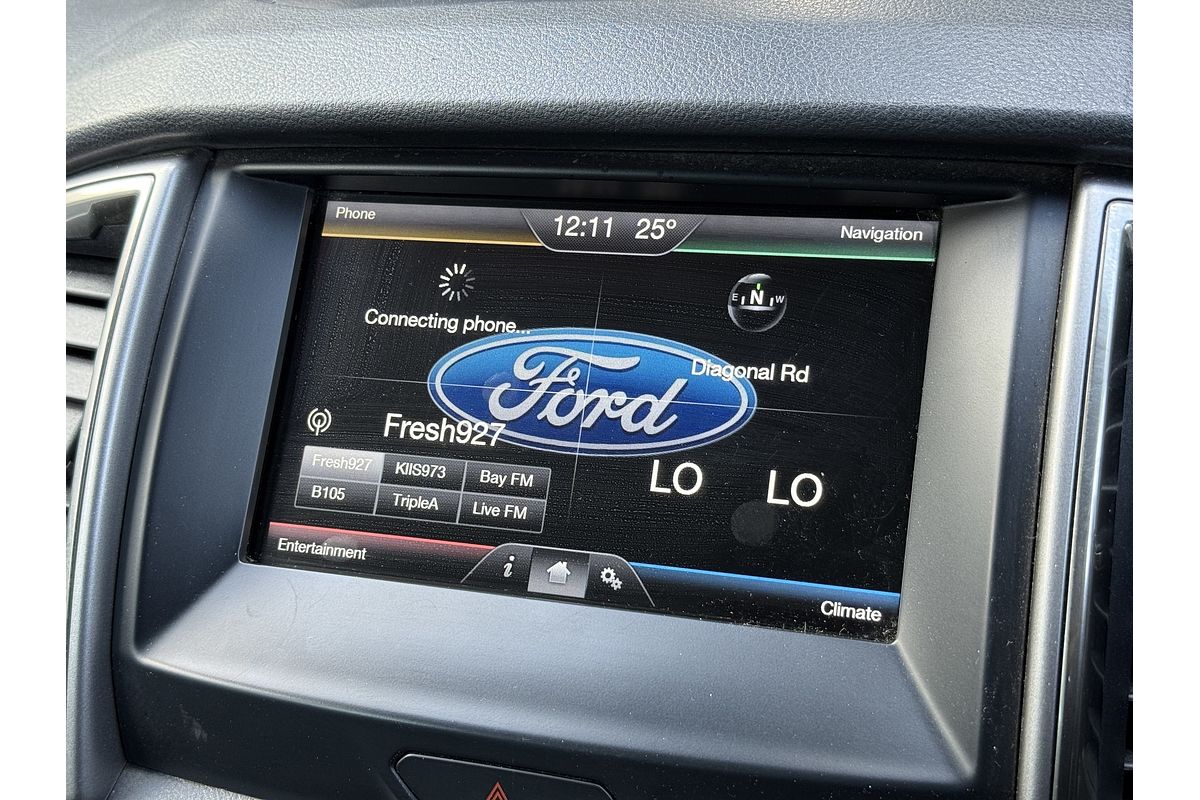 Phone
12:11 25°
Navigation
E N W
Connecting phone...
Ford
Diagonal Rd
Fresh927
LO LO
Fresh927 KIIS973 Bay FM
B105 TripleA Live FM
Entertainment
i
Climate